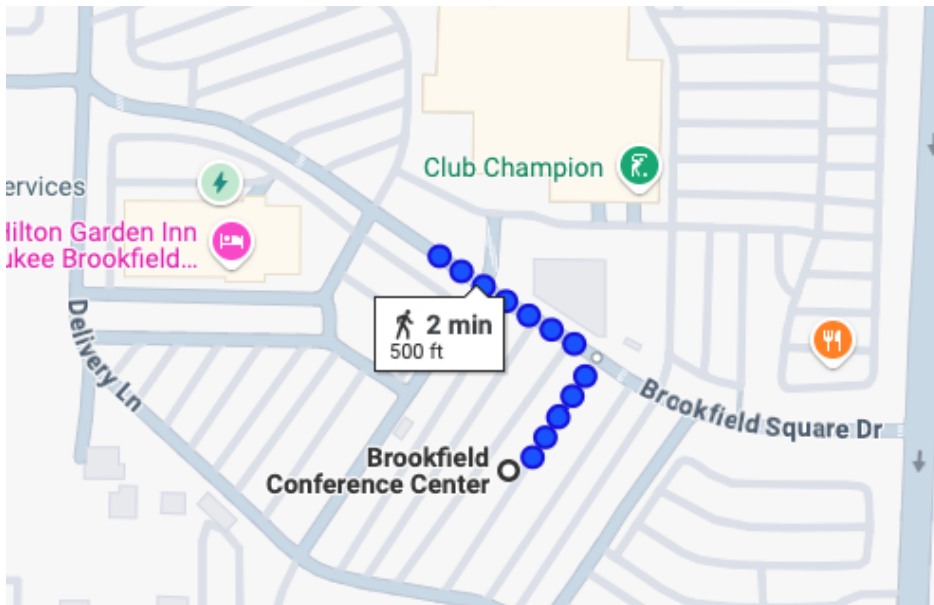 Club Champion
ervices
Hilton Garden Inn
ukee Brookfield...
2 min
500 ft
Delivery Ln
Brookfield Square Dr
Brookfield
Conference Center